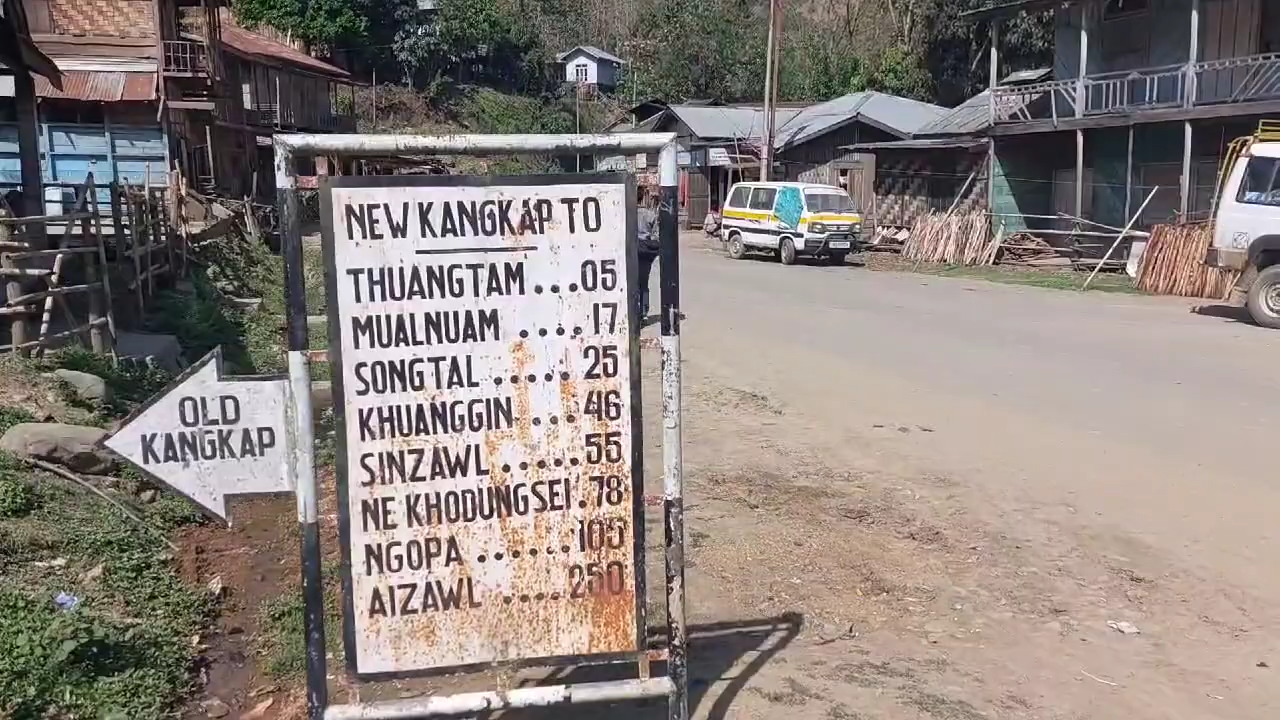 NEW KANGKAP TO
THUANGTAM...05
MUALNUAM ....17
SONGTAL ..... 25
KHUANGGIN ...46
SINZAWL .....55
NE KHODUNGSEI.78
NGOPA ......105
AIZAWL ....250
OLD
KANGKAP